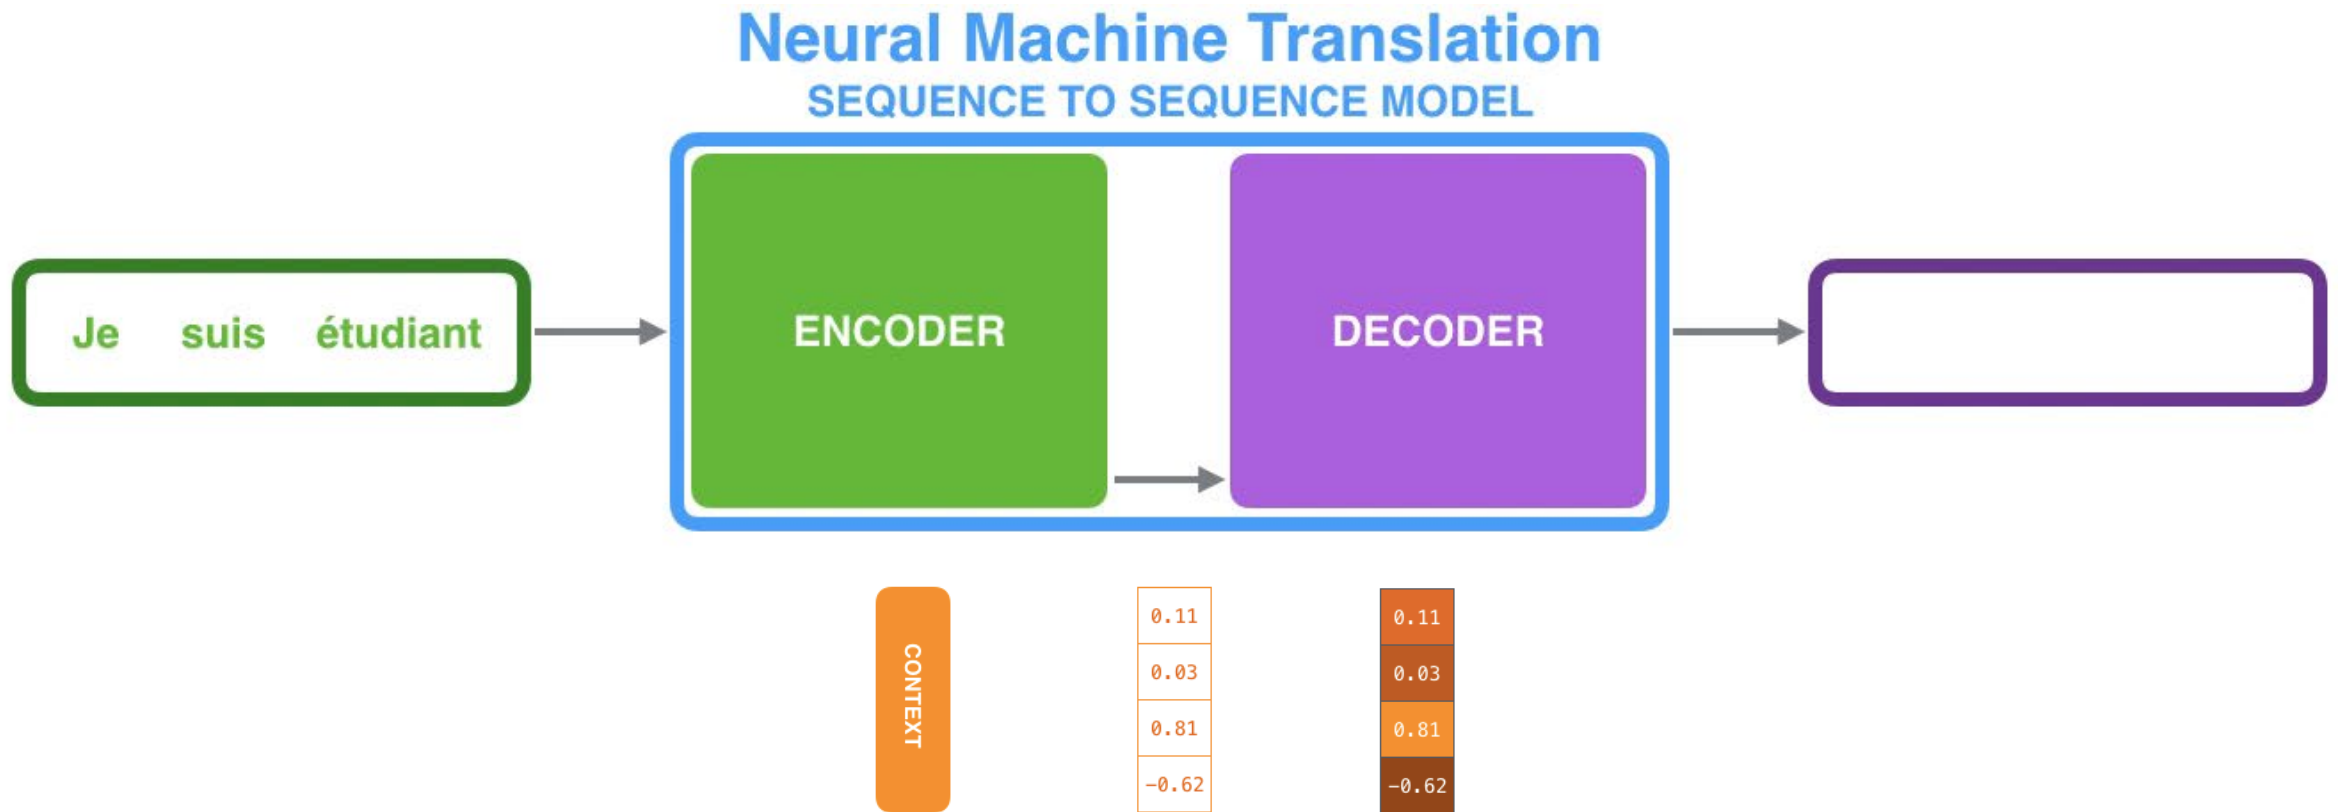 Neural Machine Translation
SEQUENCE TO SEQUENCE MODEL
Je suis étudiant
ENCODER
DECODER
CONTEXT
0.11
0.03
0.81
−0.62
0.11
0.03
0.81
−0.62